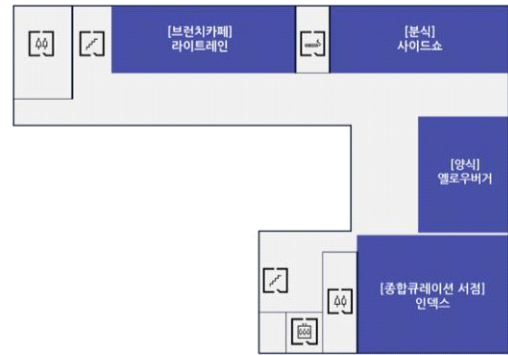 [브런치카페]
라이트레인
[분식]
사이드쇼
[양식]
옐로우버거
[종합큐레이션 서점]
인덱스